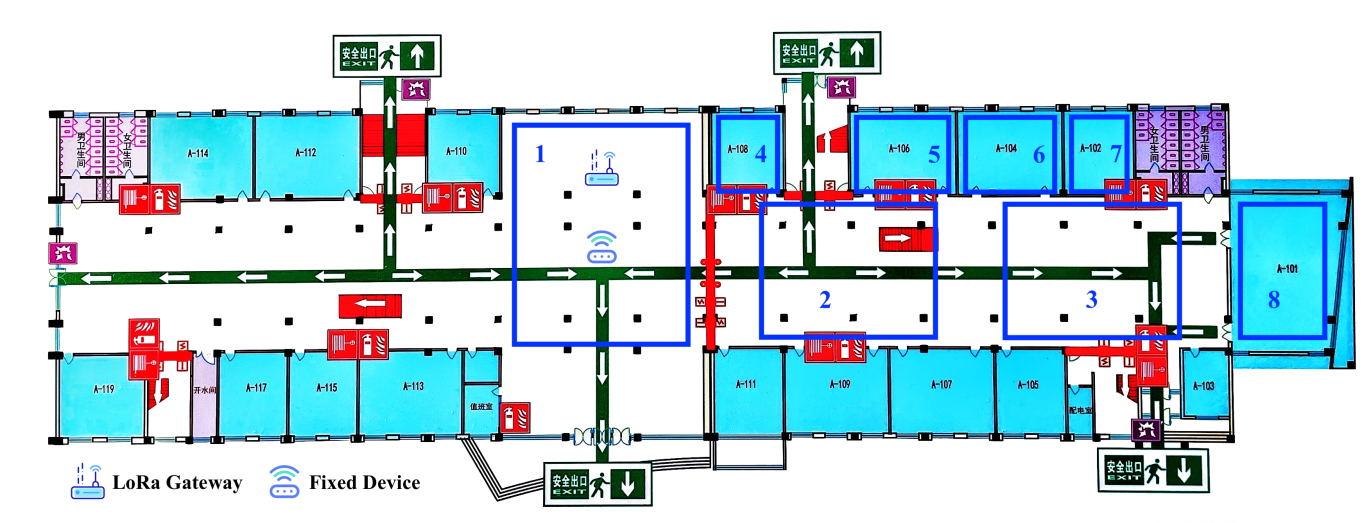 安全出口
EXIT
安全出口
EXIT
男卫生间
女卫生间
A-114
A-112
A-110
1
A-108
4
A-106
5
A-104
6
A-102
7
女卫生间
男卫生间
2
3
A-101
8
A-119
开水间
A-117
A-115
A-113
值班室
A-111
A-109
A-107
A-105
配电室
A-103
LoRa Gateway
Fixed Device
安全出口
EXIT
安全出口
EXIT